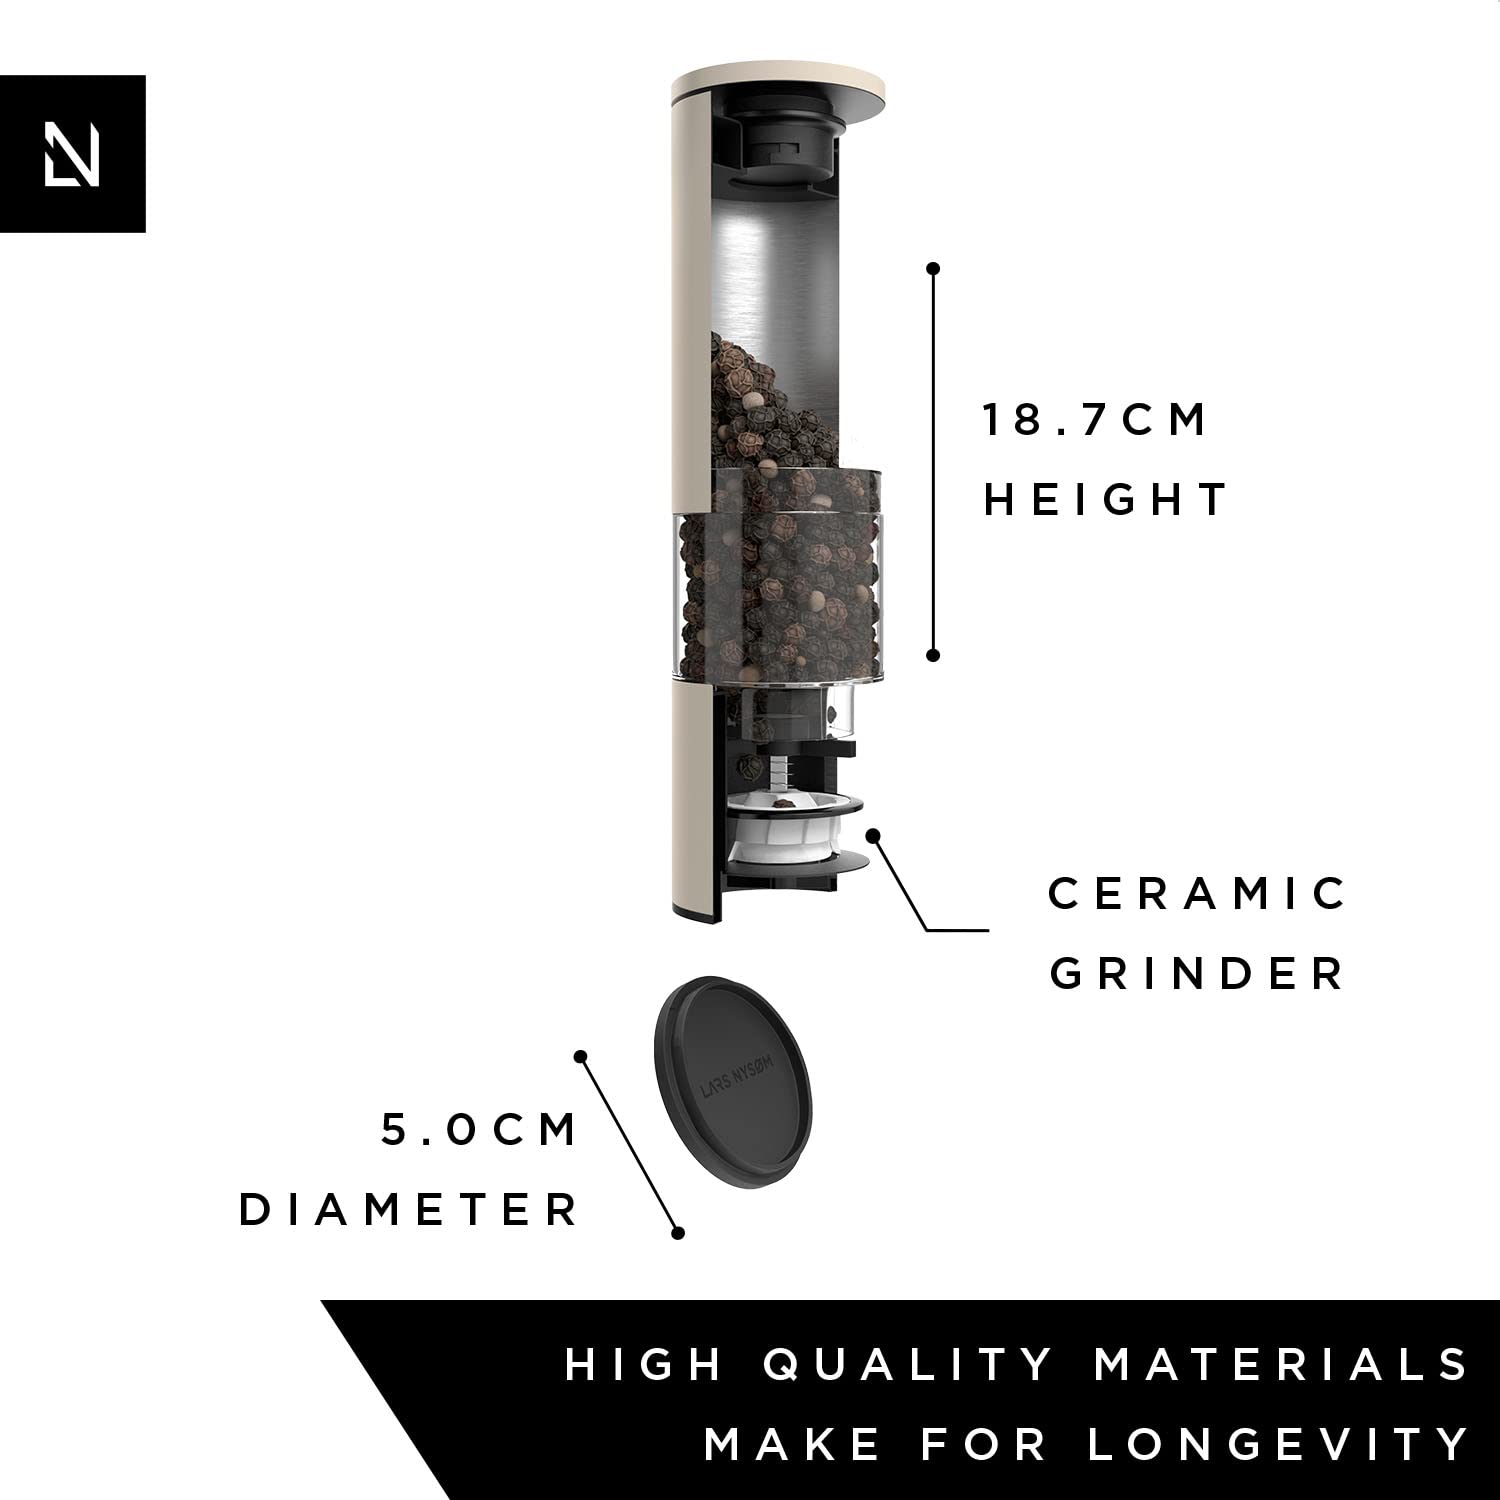 18.7CM
HEIGHT
CERAMIC
GRINDER
LARS NYSØM
5.0CM
DIAMETER
HIGH QUALITY MATERIALS
MAKE FOR LONGEVITY